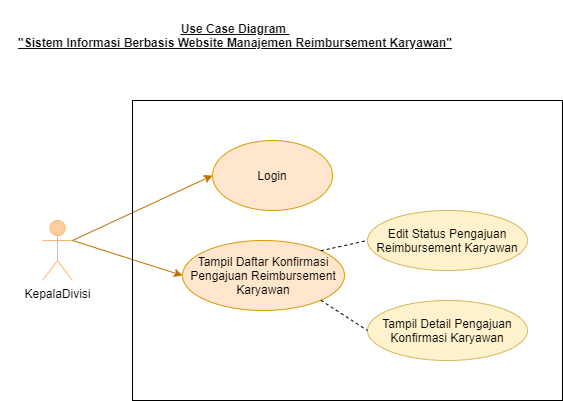 Use Case Diagram
"Sistem Informasi Berbasis Website Manajemen Reimbursement Karyawan"
Login
Edit Status Pengajuan
Reimbursement Karyawan
Tampil Daftar Konfirmasi
Pengajuan Reimbursement
Karyawan
KepalaDivisi
Tampil Detail Pengajuan
Konfirmasi Karyawan